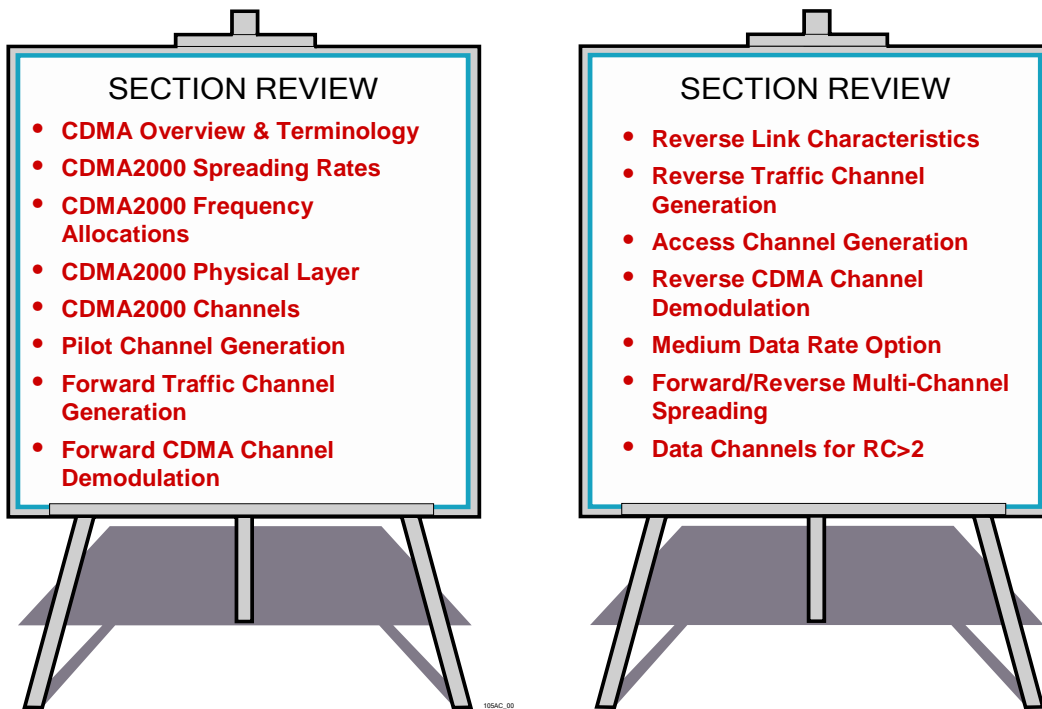 SECTION REVIEW
• CDMA Overview & Terminology
• CDMA2000 Spreading Rates
• CDMA2000 Frequency
Allocations
• CDMA2000 Physical Layer
• CDMA2000 Channels
• Pilot Channel Generation
• Forward Traffic Channel
Generation
• Forward CDMA Channel
Demodulation
105AC_00
SECTION REVIEW
• Reverse Link Characteristics
• Reverse Traffic Channel
Generation
• Access Channel Generation
• Reverse CDMA Channel
Demodulation
• Medium Data Rate Option
• Forward/Reverse Multi-Channel
Spreading
• Data Channels for RC>2